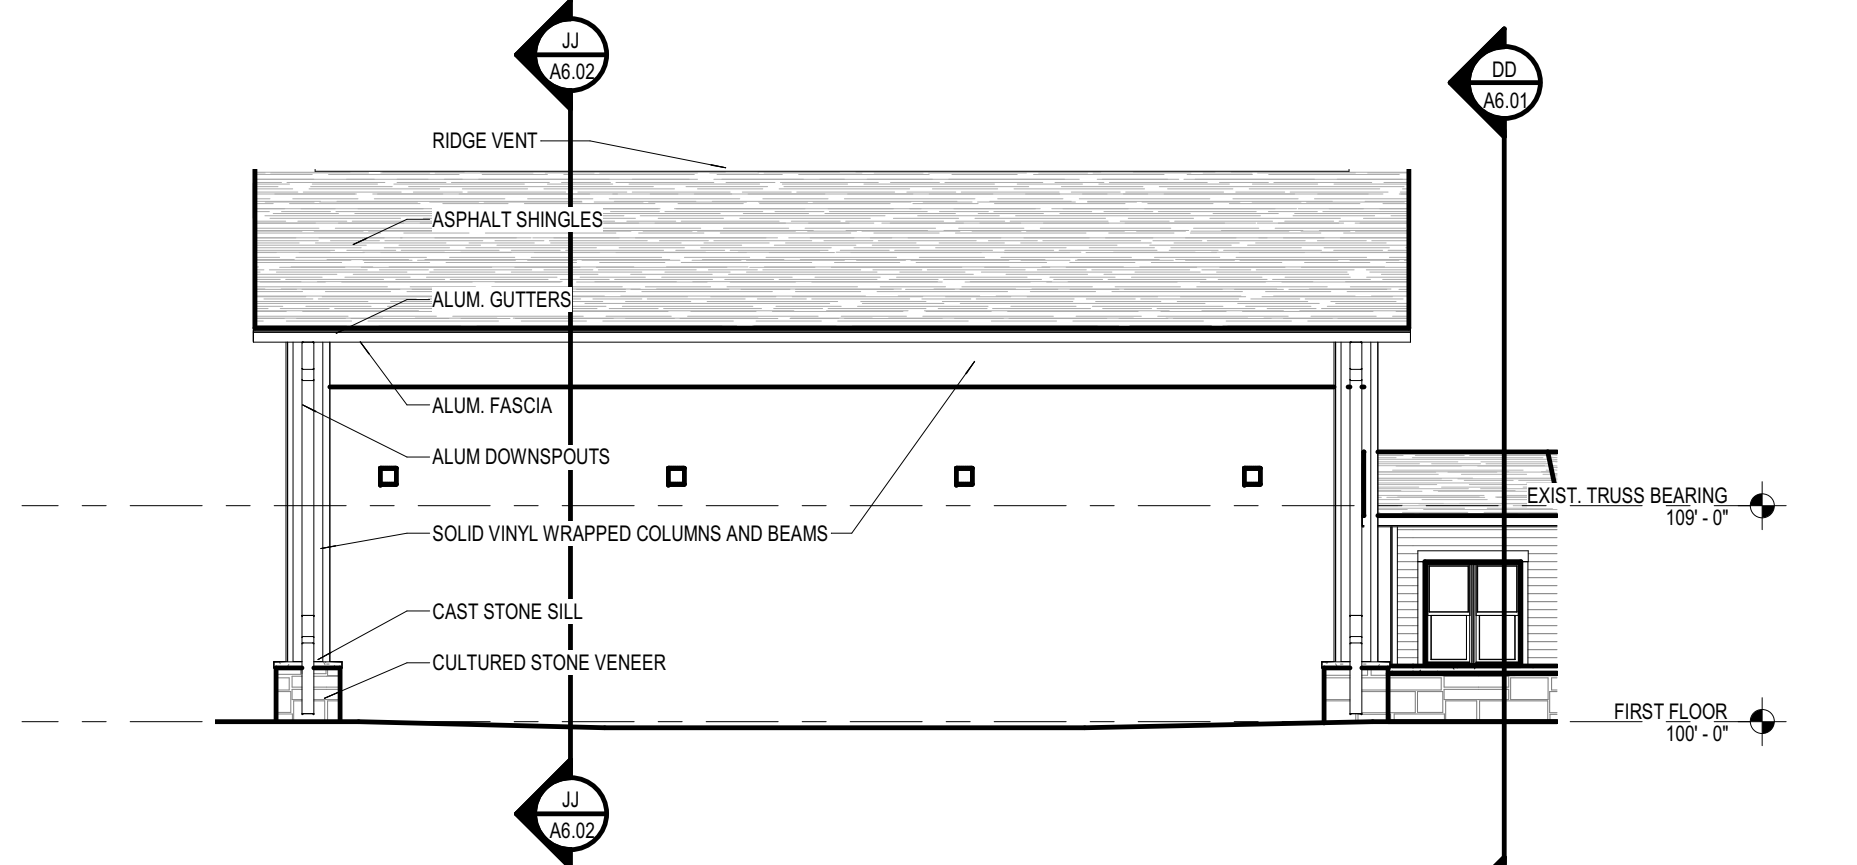 JJ
A6.02
DD
A6.01
RIDGE VENT
ASPHALT SHINGLES
ALUM. GUTTERS
ALUM. FASCIA
ALUM DOWNSPOUTS
EXIST. TRUSS BEARING
109' - 0"
SOLID VINYL WRAPPED COLUMNS AND BEAMS
CAST STONE SILL
CULTURED STONE VENEER
FIRST FLOOR
100' - 0"
JJ
A6.02